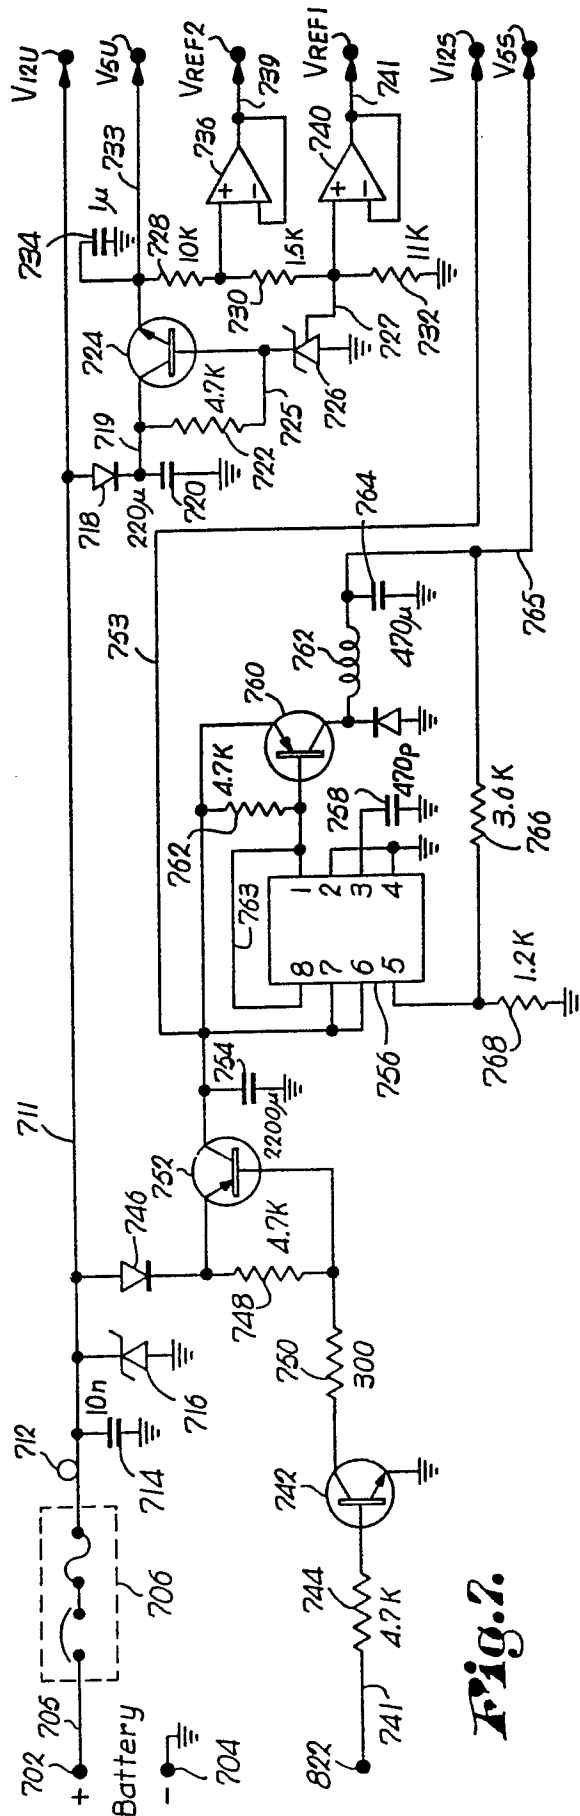 V12U
V5U
VREF2
VREF1
V12S
V5S
733
739
741
734
1µ
728
10K
736
740
730
1.5K
732
11K
727
724
4.7K
725
726
722
719
718
220µ
720
753
764
762
470µ
765
760
4.7K
762
758
470p
763
1
2
3
4
8
7
6
5
756
3.6K
766
1.2K
768
711
754
2200µ
752
746
4.7K
748
750
300
716
10n
714
712
742
706
744
4.7K
741
822
705
702
+
Battery
-
704
Fig.7.